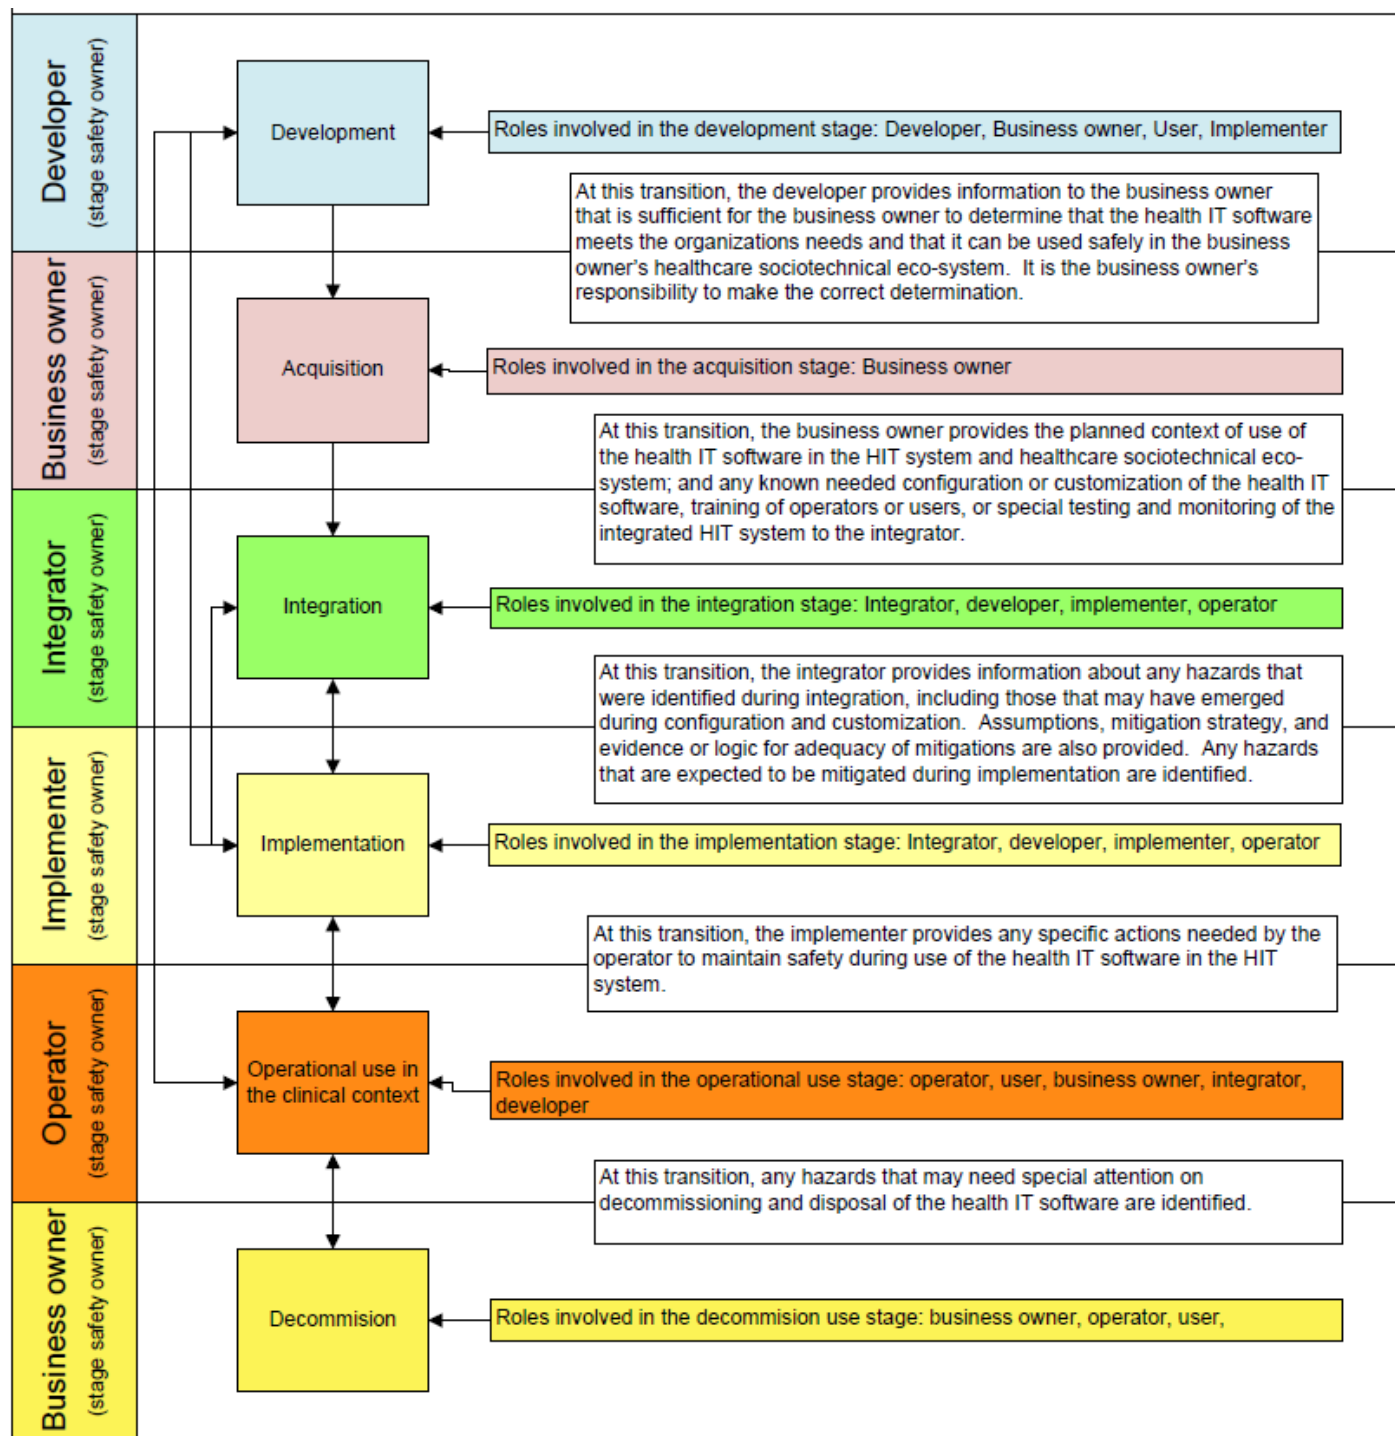 Developer
(stage safety owner)
Development
Roles involved in the development stage: Developer, Business owner, User, Implementer
At this transition, the developer provides information to the business owner
that is sufficient for the business owner to determine that the health IT software
meets the organizations needs and that it can be used safely in the business
owner's healthcare sociotechnical eco-system.  It is the business owner's
responsibility to make the correct determination.
Business owner
(stage safety owner)
Acquisition
Roles involved in the acquisition stage: Business owner
At this transition, the business owner provides the planned context of use of
the health IT software in the HIT system and healthcare sociotechnical eco-
system; and any known needed configuration or customization of the health IT
software, training of operators or users, or special testing and monitoring of the
integrated HIT system to the integrator.
Integrator
(stage safety owner)
Integration
Roles involved in the integration stage: Integrator, developer, implementer, operator
At this transition, the integrator provides information about any hazards that
were identified during integration, including those that may have emerged
during configuration and customization.  Assumptions, mitigation strategy, and
evidence or logic for adequacy of mitigations are also provided.  Any hazards
that are expected to be mitigated during implementation are identified.
Implementer
(stage safety owner)
Implementation
Roles involved in the implementation stage: Integrator, developer, implementer, operator
At this transition, the implementer provides any specific actions needed by the
operator to maintain safety during use of the health IT software in the HIT
system.
Operator
(stage safety owner)
Operational use in
the clinical context
Roles involved in the operational use stage: operator, user, business owner, integrator,
developer
At this transition, any hazards that may need special attention on
decommissioning and disposal of the health IT software are identified.
Business owner
(stage safety owner)
Decommision
Roles involved in the decommision use stage: business owner, operator, user,